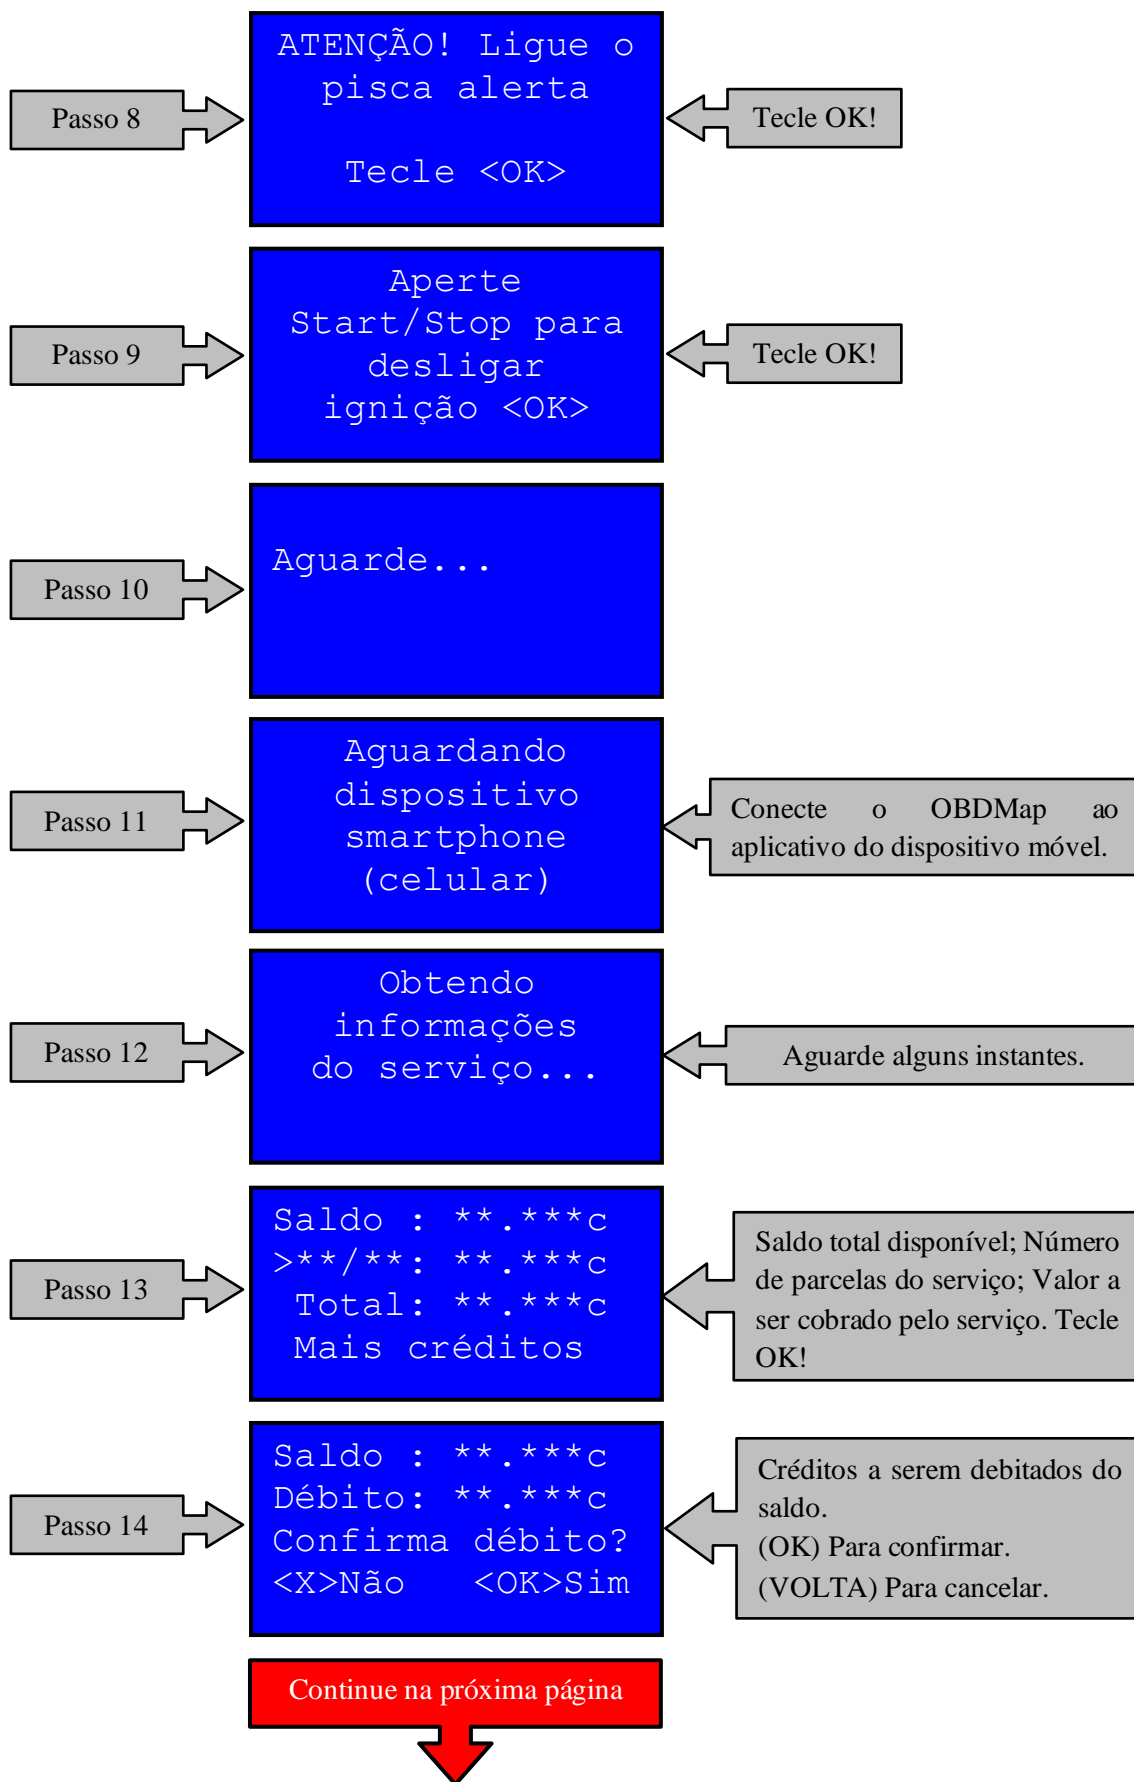 Passo 8
ATENÇÃO! Ligue o
pisca alerta
Tecle <OK>
Tecle OK!
Passo 9
Aperte
Start/Stop para
desligar
ignição <OK>
Tecle OK!
Passo 10
Aguarde...
Passo 11
Aguardando
dispositivo
smartphone
(celular)
Conecte o OBDMap ao
aplicativo do dispositivo móvel.
Passo 12
Obtendo
informações
do serviço...
Aguarde alguns instantes.
Passo 13
Saldo : **.***c
>**/**: **.***c
Total: **.***c
Mais créditos
Saldo total disponível; Número
de parcelas do serviço; Valor a
ser cobrado pelo serviço. Tecle
OK!
Passo 14
Saldo : **.***c
Débito: **.***c
Confirma débito?
<X>Não <OK>Sim
Créditos a serem debitados do
saldo.
(OK) Para confirmar.
(VOLTA) Para cancelar.
Continue na próxima página